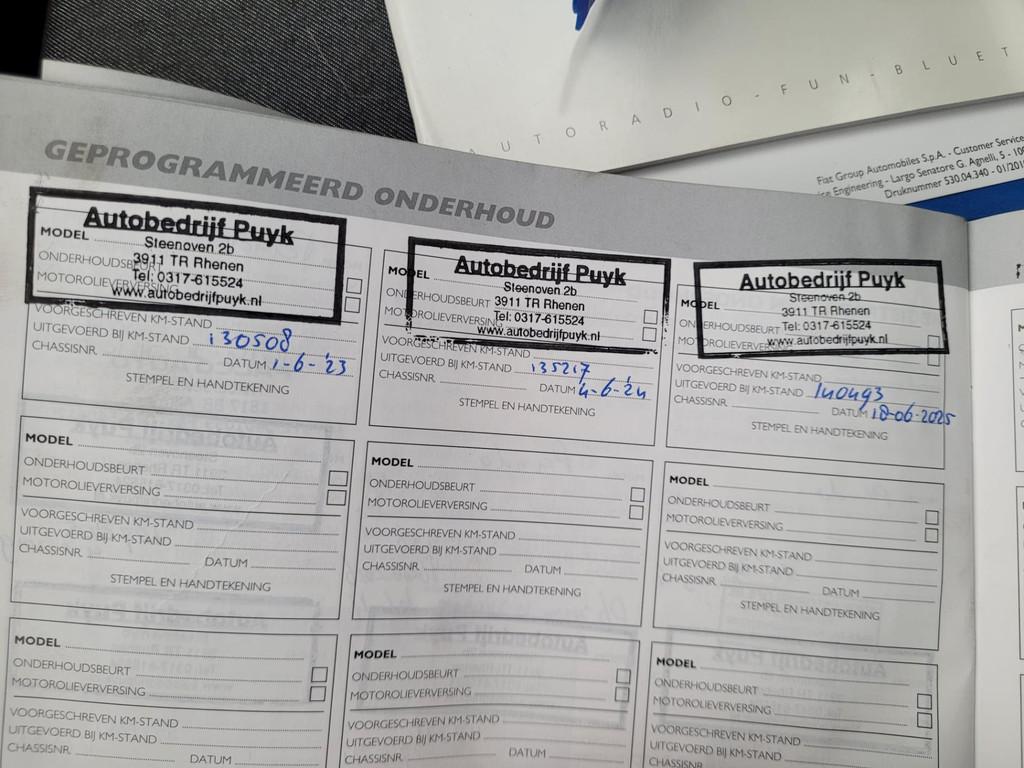 AUTORADIO - FUN - BLUET
Fiat Group Automobiles S.p.A. - Customer Service
ce Engineering - Largo Senatore G. Agnelli, 5 - 100
Druknummer 530.04.340 - 01/201
GEPROGRAMMEERD ONDERHOUD
Autobedrijf Puyk
MODEL
Steenoven 2b
3911 TR Rhenen
ONDERHOUDSBEURT
Tel: 0317-615524
MOTOROLIEVERVERSING
www.autobedrijfpuyk.nl
VOORGESCHREVEN KM-STAND
UITGEVOERD BIJ KM-STAND 130508
CHASSISNR. DATUM 1-6-'23
STEMPEL EN HANDTEKENING
Autobedrijf Puyk
MODEL
Steenoven 2b
ONDERHOUDSBEURT 3911 TR Rhenen
Tel: 0317-615524
MOTOROLIEVERVERSING
www.autobedrijfpuyk.nl
VOORGESCHREVEN KM-STAND
UITGEVOERD BIJ KM-STAND 135217
CHASSISNR. DATUM 4-6-'24
STEMPEL EN HANDTEKENING
Autobedrijf Puyk
MODEL Steenoven 2b
3911 TR Rhenen
ONDERHOUDSBEURT Tel: 0317-615524
MOTOROLIEVERVERSING www.autobedrijfpuyk.nl
VOORGESCHREVEN KM-STAND
UITGEVOERD BIJ KM-STAND 140493
CHASSISNR. DATUM 18-06-2025
STEMPEL EN HANDTEKENING
MODEL
ONDERHOUDSBEURT
MOTOROLIEVERVERSING
VOORGESCHREVEN KM-STAND
UITGEVOERD BIJ KM-STAND
CHASSISNR. DATUM
STEMPEL EN HANDTEKENING
MODEL
ONDERHOUDSBEURT
MOTOROLIEVERVERSING
VOORGESCHREVEN KM-STAND
UITGEVOERD BIJ KM-STAND
CHASSISNR. DATUM
STEMPEL EN HANDTEKENING
MODEL
ONDERHOUDSBEURT
MOTOROLIEVERVERSING
VOORGESCHREVEN KM-STAND
UITGEVOERD BIJ KM-STAND
CHASSISNR. DATUM
STEMPEL EN HANDTEKENING
MODEL
ONDERHOUDSBEURT
MOTOROLIEVERVERSING
VOORGESCHREVEN KM-STAND
UITGEVOERD BIJ KM-STAND
CHASSISNR. DATUM
MODEL
ONDERHOUDSBEURT
MOTOROLIEVERVERSING
VOORGESCHREVEN KM-STAND
UITGEVOERD BIJ KM-STAND
CHASSISNR. DATUM
MODEL
ONDERHOUDSBEURT
MOTOROLIEVERVERSING
VOORGESCHREVEN KM-STAND
UITGEVOERD BIJ KM-STAND
CHASSISNR.